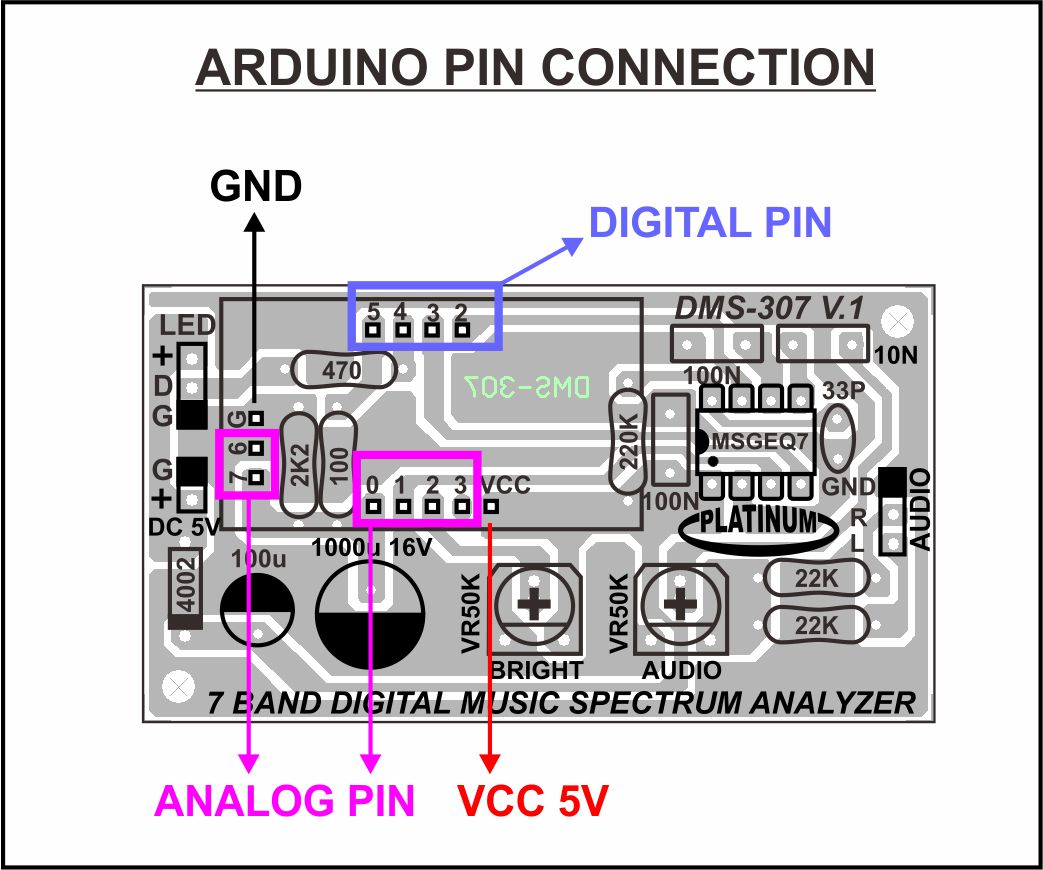 ARDUINO PIN CONNECTION
GND
DIGITAL PIN
5 4 3 2
DMS-307 V.1
LED
+
D
G
470
100N
10N
DMS-307
33P
G
6
7
2K2
100
220K
MSGEQ7
G
+
DC 5V
0 1 2 3 VCC
100N
GND
R
L
AUDIO
PLATINUM
4002
100u
1000u 16V
VR50K
VR50K
22K
22K
BRIGHT
AUDIO
7 BAND DIGITAL MUSIC SPECTRUM ANALYZER
ANALOG PIN
VCC 5V